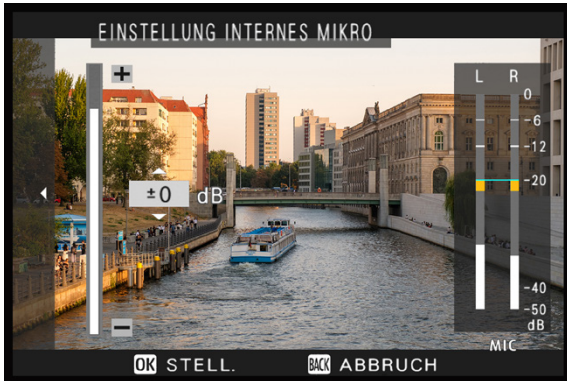 EINSTELLUNG INTERNES MIKRO
L R
0
-6
-12
-20
-40
-50
dB
±0 dB
MIC
OK STELL. BACK ABBRUCH